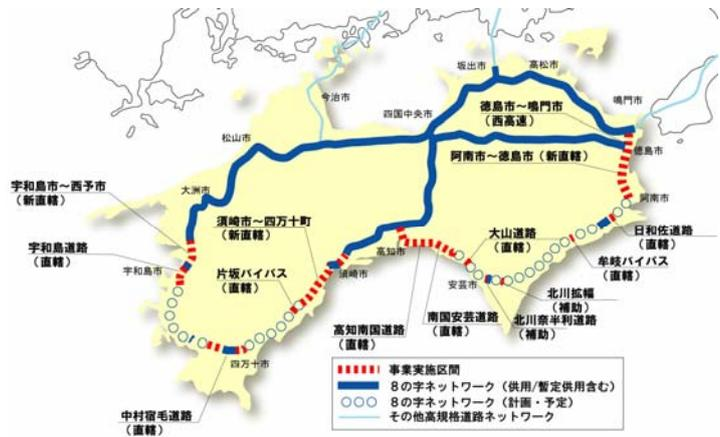 坂出市
高松市
鳴門市
今治市
四国中央市
徳島市～鳴門市
（西高速）
松山市
徳島市
阿南市～徳島市（新直轄）
宇和島市～西予市
（新直轄）
大洲市
須崎市～四万十町
（新直轄）
阿南市
宇和島道路
（直轄）
高知市
大山道路
（直轄）
日和佐道路
（直轄）
宇和島市
片坂バイパス
（直轄）
須崎市
安芸市
牟岐バイパス
（直轄）
北川拡幅
（補助）
高知南国道路
（直轄）
南国安芸道路
（直轄）
北川奈半利道路
（補助）
四万十市
中村宿毛道路
（直轄）
事業実施区間
８の字ネットワーク（供用/暫定供用含む）
８の字ネットワーク（計画・予定）
その他高規格道路ネットワーク